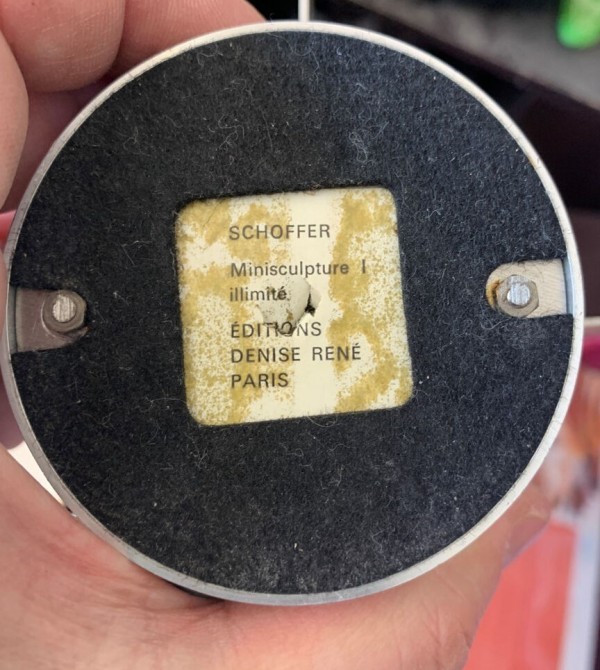 SCHOFFER
Minisculpture I
illimité
ÉDITIONS
DENISE RENÉ
PARIS